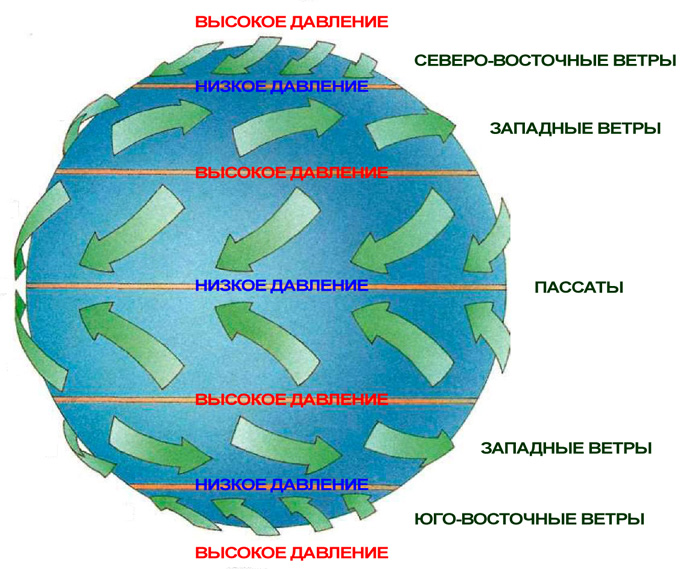 ВЫСОКОЕ ДАВЛЕНИЕ
СЕВЕРО-ВОСТОЧНЫЕ ВЕТРЫ
НИЗКОЕ ДАВЛЕНИЕ
ЗАПАДНЫЕ ВЕТРЫ
ВЫСОКОЕ ДАВЛЕНИЕ
НИЗКОЕ ДАВЛЕНИЕ
ПАССАТЫ
ВЫСОКОЕ ДАВЛЕНИЕ
ЗАПАДНЫЕ ВЕТРЫ
НИЗКОЕ ДАВЛЕНИЕ
ЮГО-ВОСТОЧНЫЕ ВЕТРЫ
ВЫСОКОЕ ДАВЛЕНИЕ